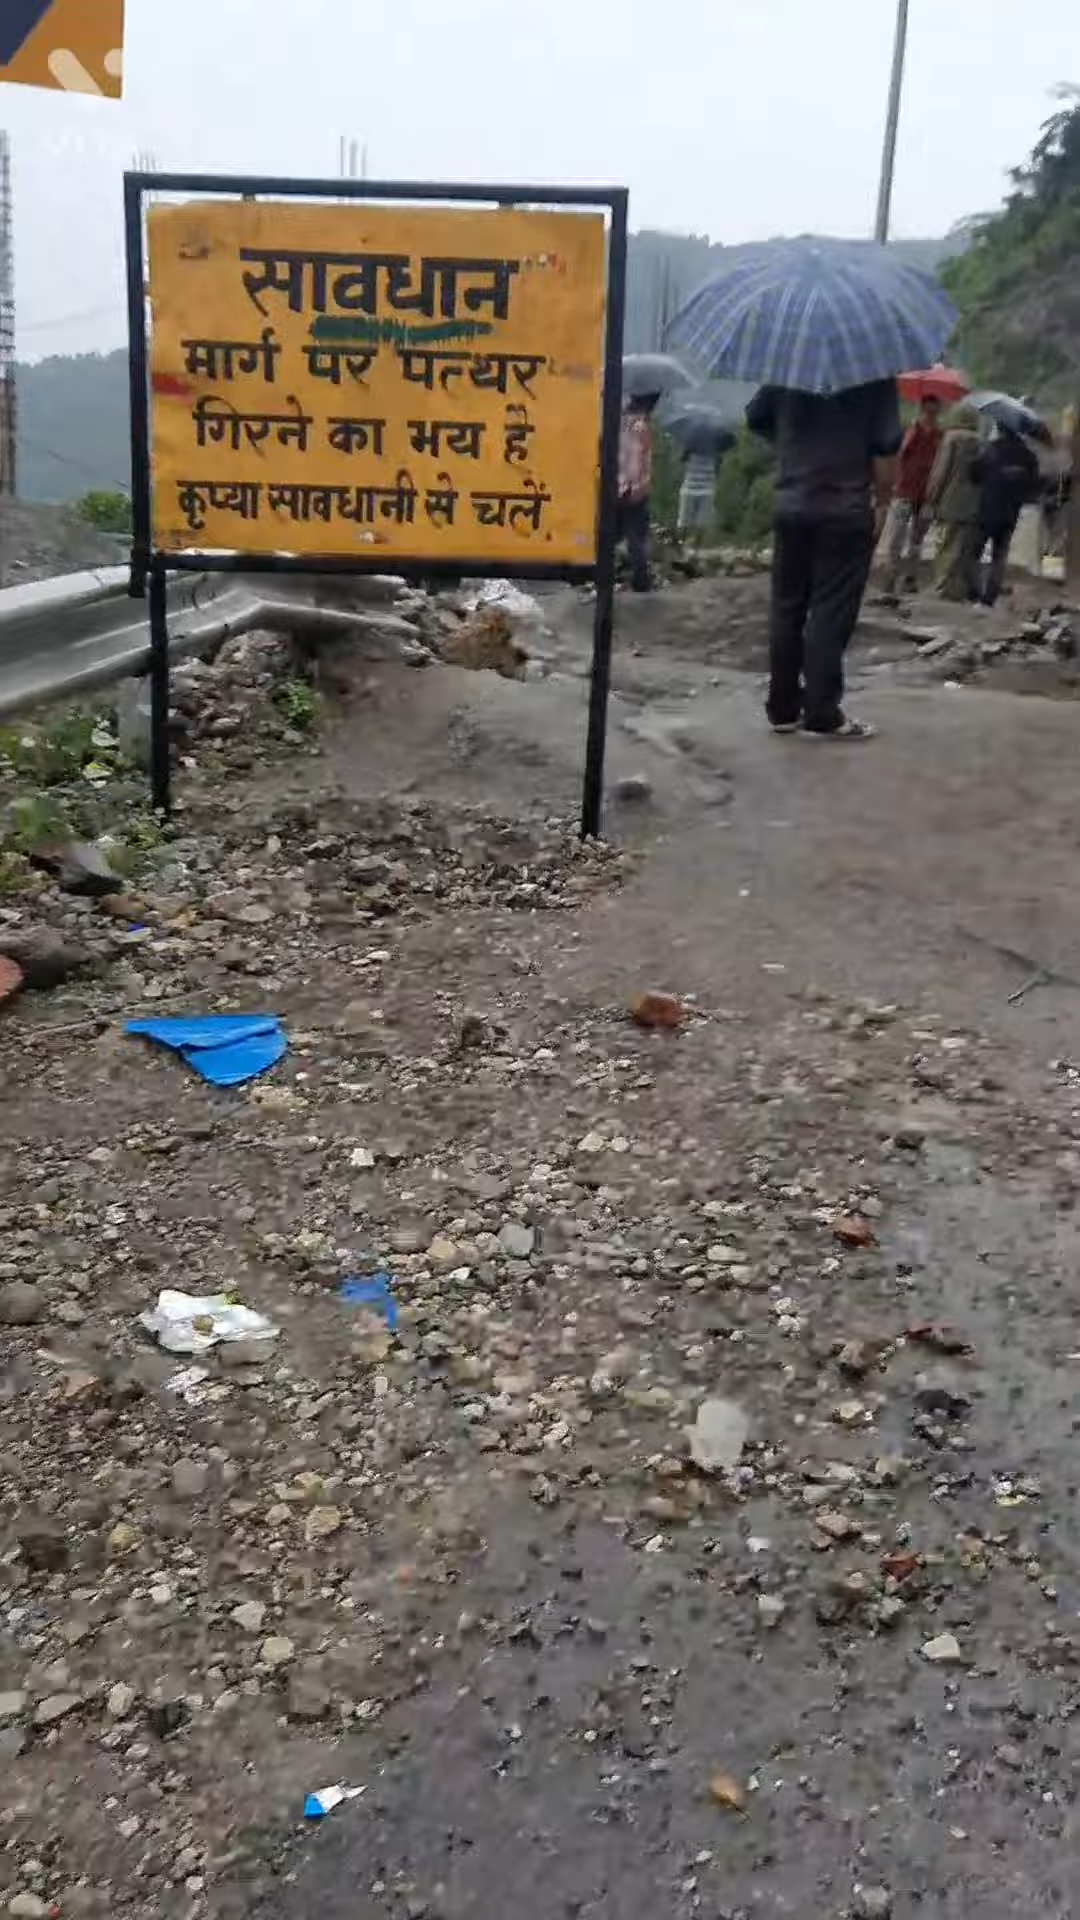 सावधान
मार्ग पर पत्थर
गिरने का भय है
कृप्या सावधानी से चलें